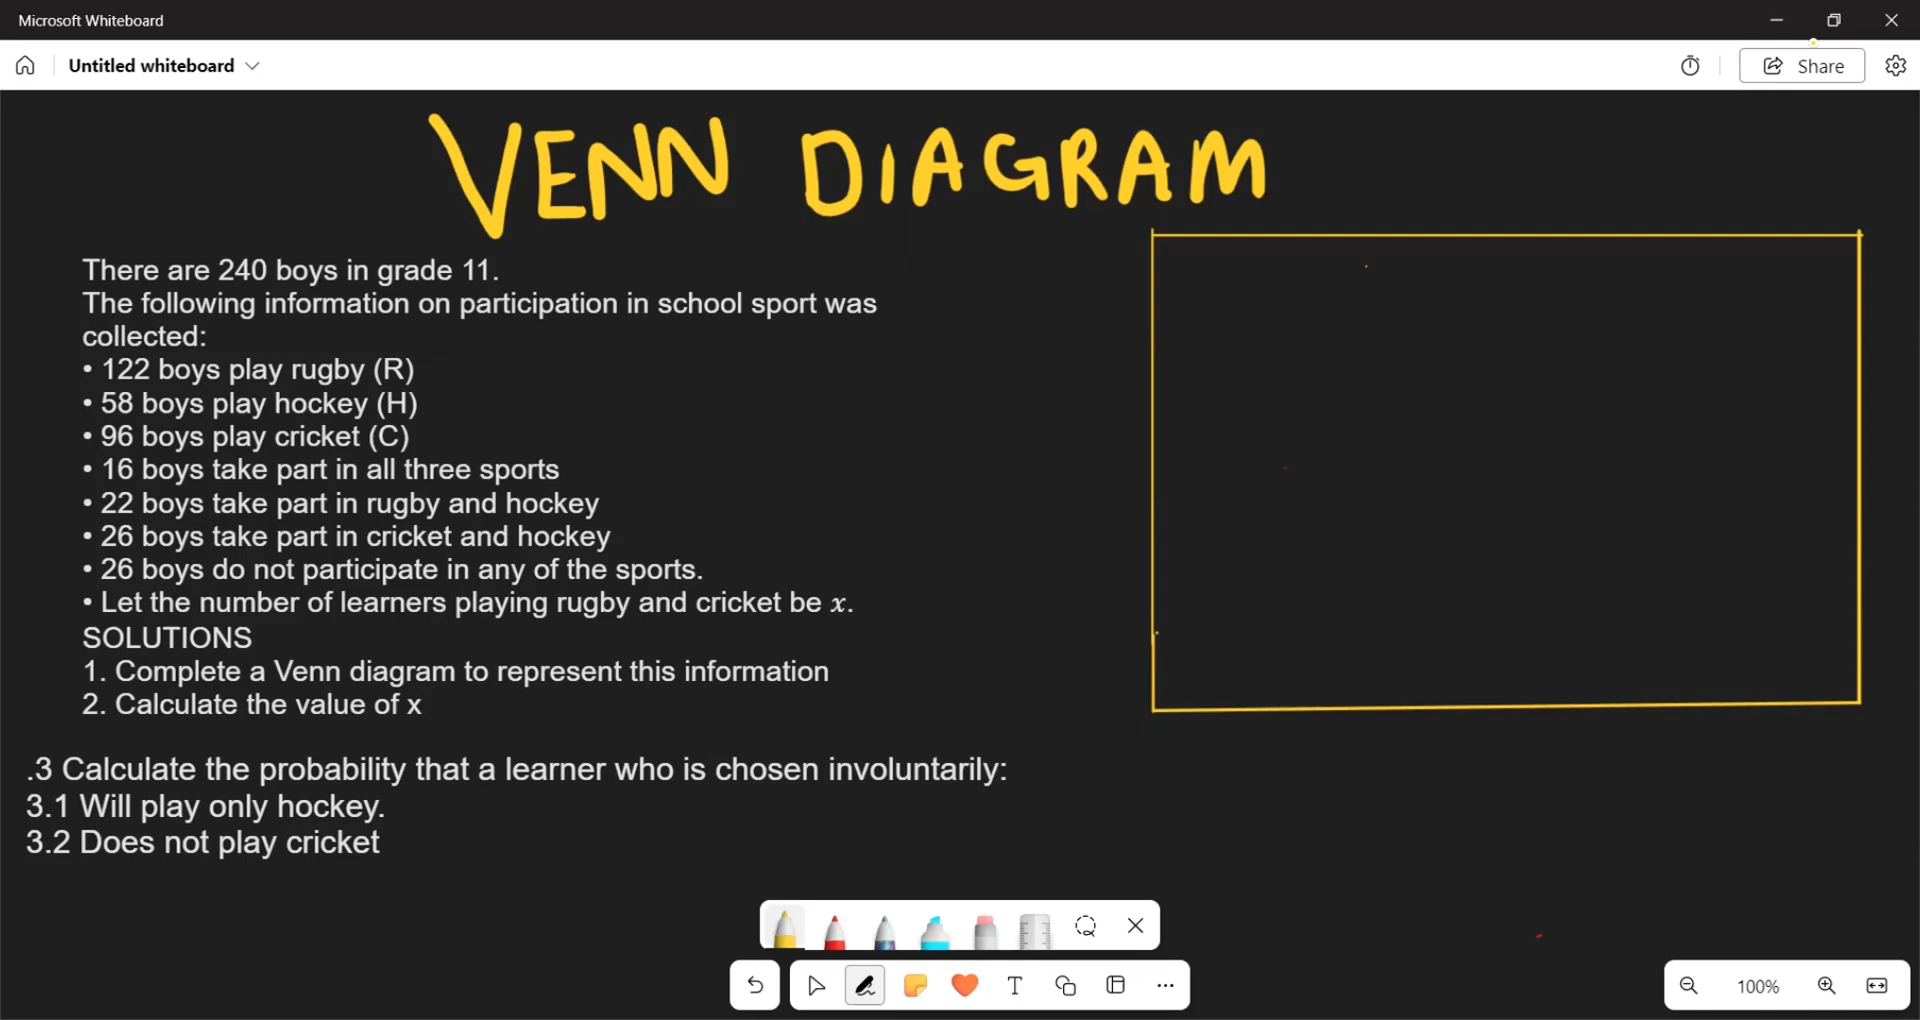 Microsoft Whiteboard
Untitled whiteboard
Share
VENN DIAGRAM
There are 240 boys in grade 11.
The following information on participation in school sport was
collected:
• 122 boys play rugby (R)
• 58 boys play hockey (H)
• 96 boys play cricket (C)
• 16 boys take part in all three sports
• 22 boys take part in rugby and hockey
• 26 boys take part in cricket and hockey
• 26 boys do not participate in any of the sports.
• Let the number of learners playing rugby and cricket be x.
SOLUTIONS
1. Complete a Venn diagram to represent this information
2. Calculate the value of x
.3 Calculate the probability that a learner who is chosen involuntarily:
3.1 Will play only hockey.
3.2 Does not play cricket
100%